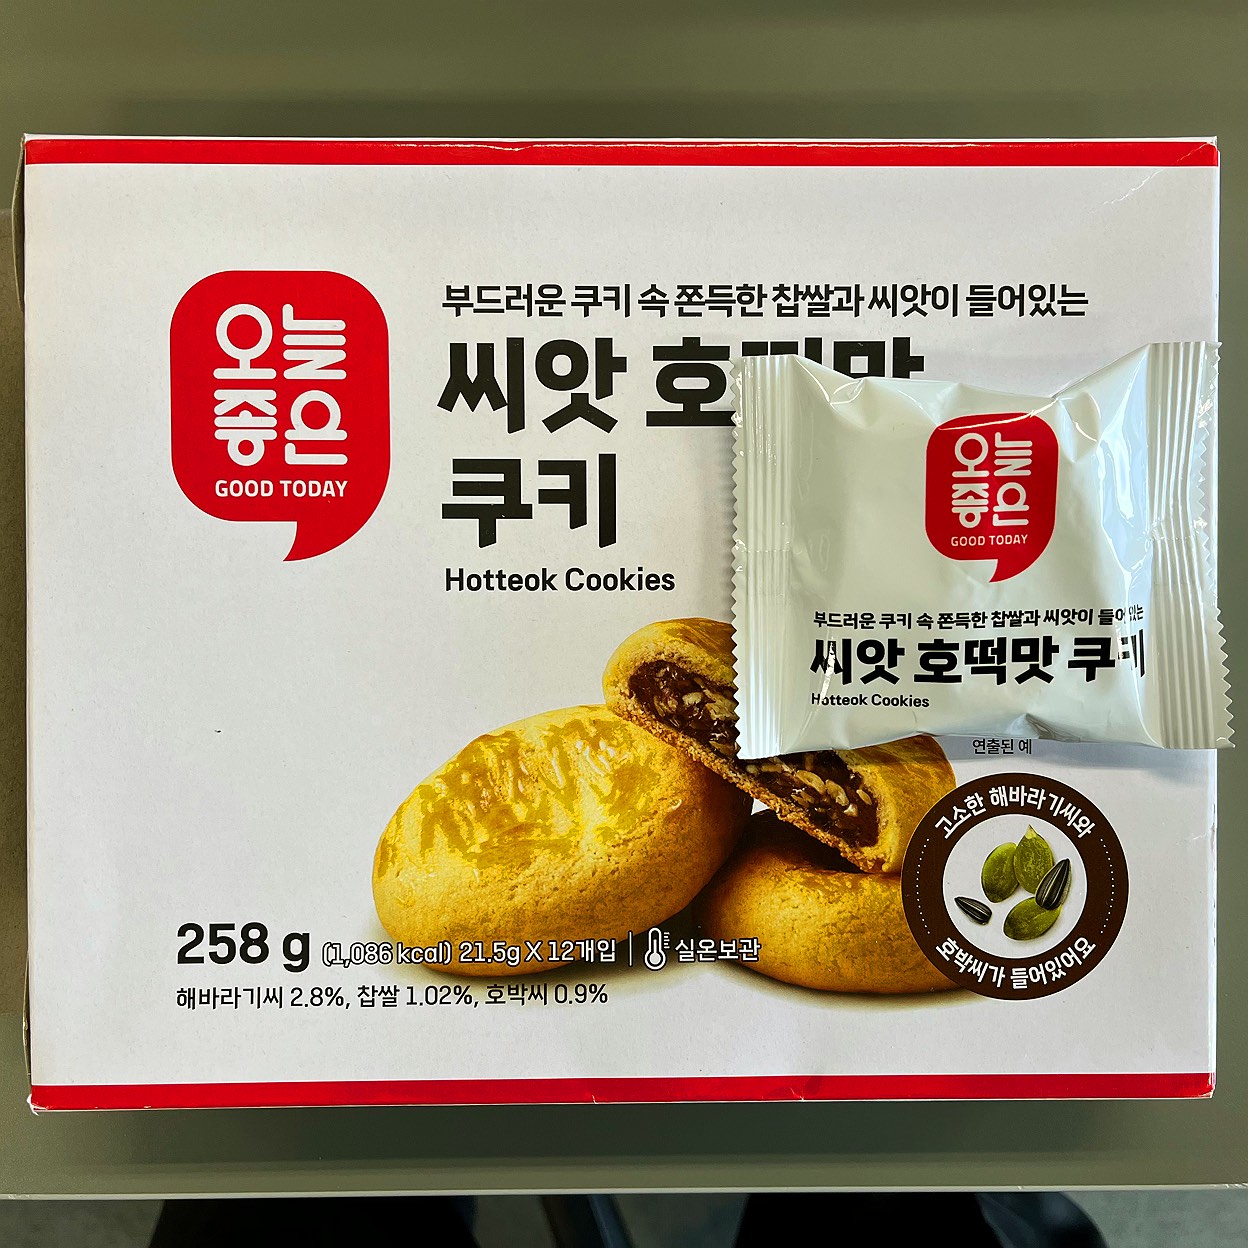 오늘
좋은
GOOD TODAY
부드러운 쿠키 속 쫀득한 찹쌀과 씨앗이 들어있는
씨앗 호떡맛
쿠키
Hotteok Cookies
오늘
좋은
GOOD TODAY
부드러운 쿠키 속 쫀득한 찹쌀과 씨앗이 들어있는
씨앗 호떡맛 쿠키
Hotteok Cookies
연출된 예
고소한 해바라기씨와
호박씨가 들어있어요
258 g (1,086 kcal) 21.5g X 12개입 | 실온보관
해바라기씨 2.8%, 찹쌀 1.02%, 호박씨 0.9%